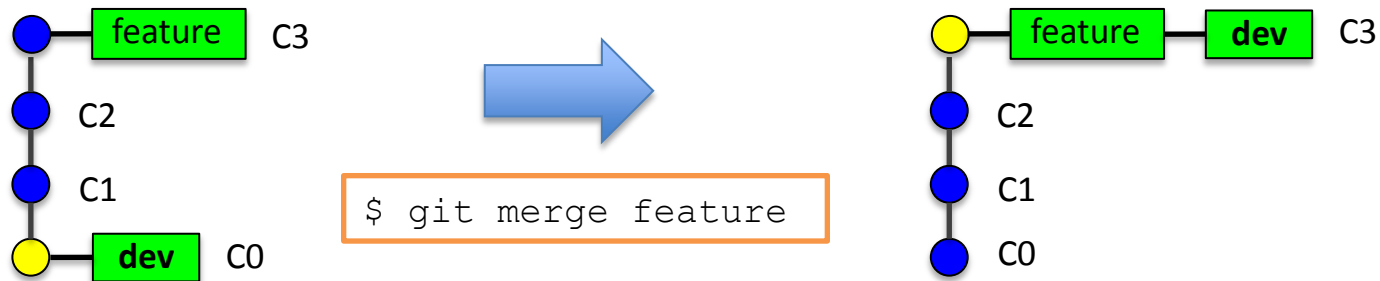 feature C3
C2
C1
dev C0
$ git merge feature
feature dev C3
C2
C1
C0